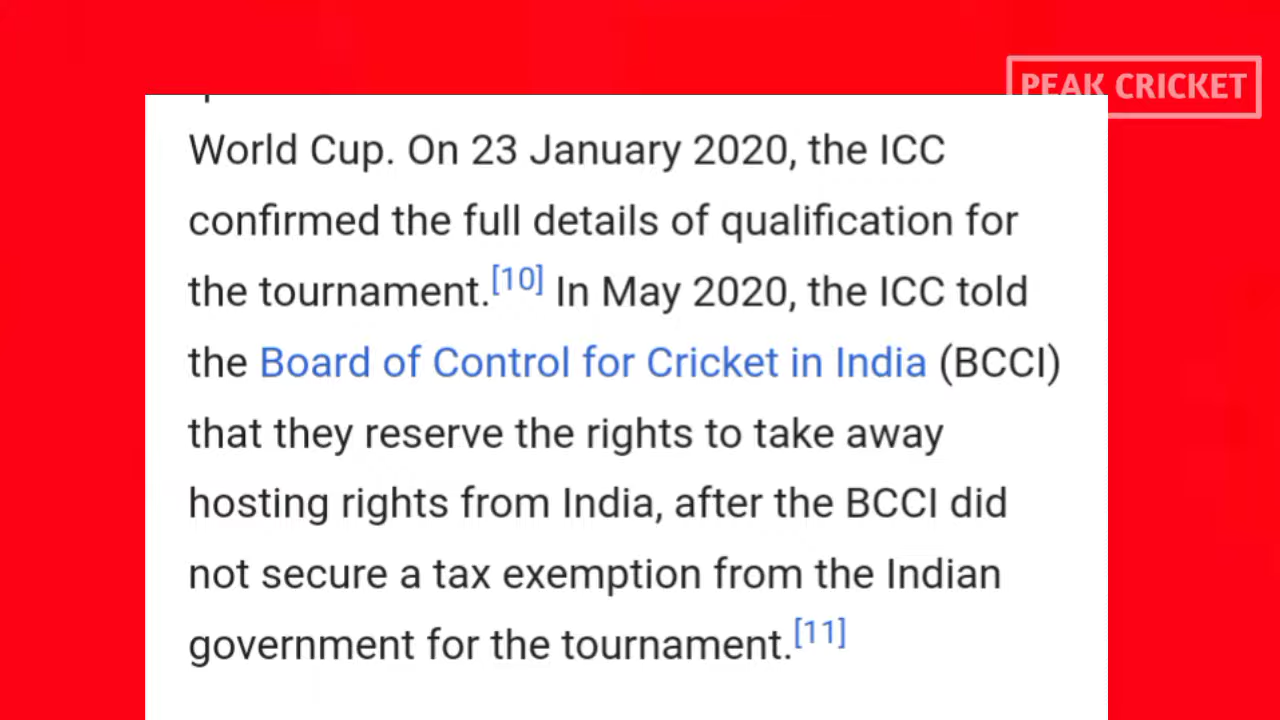 PEAK CRICKET
World Cup. On 23 January 2020, the ICC
confirmed the full details of qualification for
the tournament.[10] In May 2020, the ICC told
the Board of Control for Cricket in India (BCCI)
that they reserve the rights to take away
hosting rights from India, after the BCCI did
not secure a tax exemption from the Indian
government for the tournament.[11]